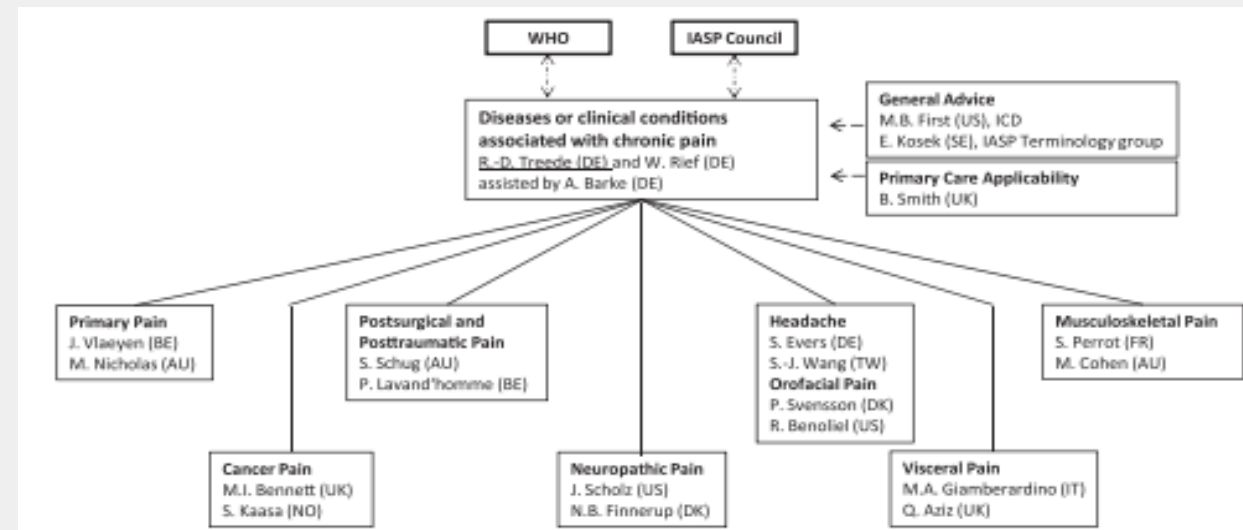 WHO
IASP Council
Diseases or clinical conditions
associated with chronic pain
R.-D. Treede (DE) and W. Rief (DE)
assisted by A. Barke (DE)
General Advice
M.B. First (US), ICD
E. Kosek (SE), IASP Terminology group
Primary Care Applicability
B. Smith (UK)
Primary Pain
J. Vlaeyen (BE)
M. Nicholas (AU)
Postsurgical and
Posttraumatic Pain
S. Schug (AU)
P. Lavand'homme (BE)
Headache
S. Evers (DE)
S.-J. Wang (TW)
Orofacial Pain
P. Svensson (DK)
R. Benoliel (US)
Musculoskeletal Pain
S. Perrot (FR)
M. Cohen (AU)
Cancer Pain
M.I. Bennett (UK)
S. Kaasa (NO)
Neuropathic Pain
J. Scholz (US)
N.B. Finnerup (DK)
Visceral Pain
M.A. Giamberardino (IT)
Q. Aziz (UK)